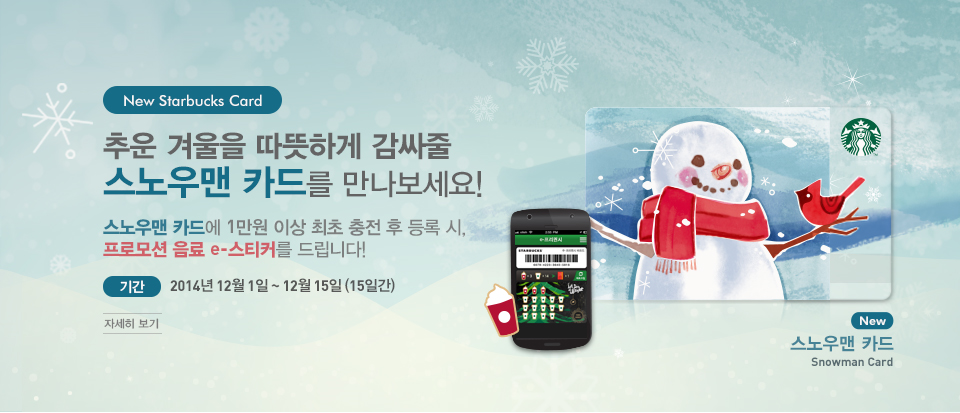 New Starbucks Card
추운 겨울을 따뜻하게 감싸줄
스노우맨 카드를 만나보세요!
스노우맨 카드에 1만원 이상 최초 충전 후 등록 시,
프로모션 음료 e-스티커를 드립니다!
기간 2014년 12월 1일 ~ 12월 15일 (15일간)
자세히 보기
e-프리퀀시
STARBUCKS
New
스노우맨 카드
Snowman Card